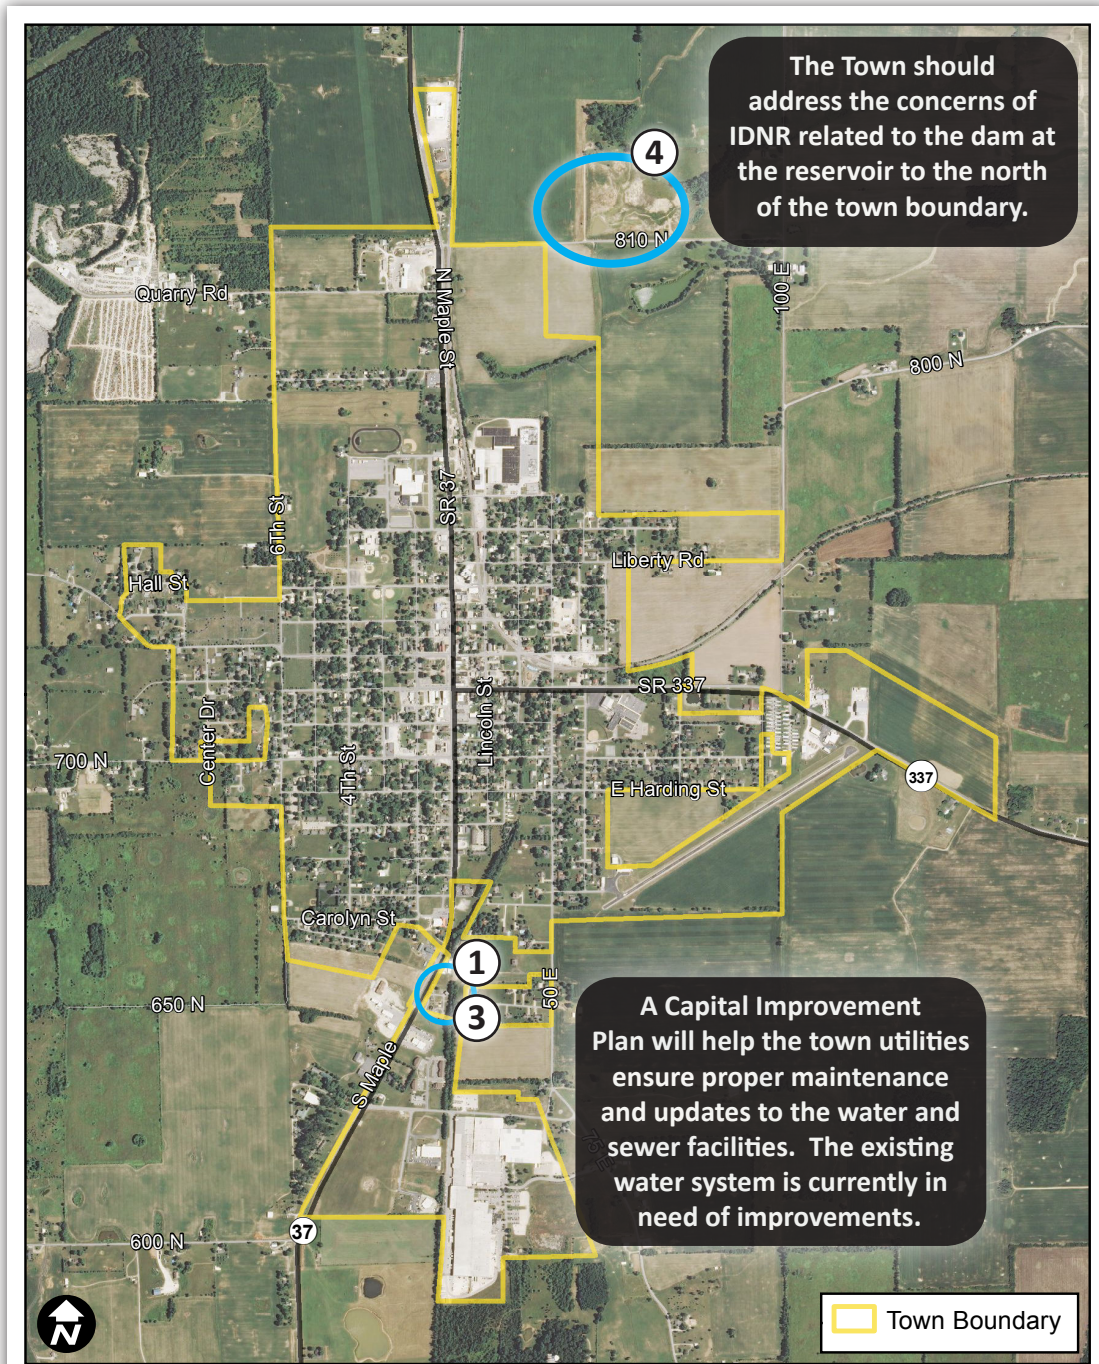 The Town should
address the concerns of
IDNR related to the dam at
the reservoir to the north
of the town boundary.
4
810 N
100 E
Quarry Rd
N Maple St
800 N
SR 37
6Th St
Liberty Rd
Hall St
SR 337
Lincoln St
Center Dr
700 N
4Th St
E Harding St
337
Carolyn St
1
50 E
3
650 N
S Maple
A Capital Improvement
Plan will help the town utilities
ensure proper maintenance
and updates to the water and
sewer facilities.  The existing
water system is currently in
need of improvements.
75 E
37
600 N
N
Town Boundary